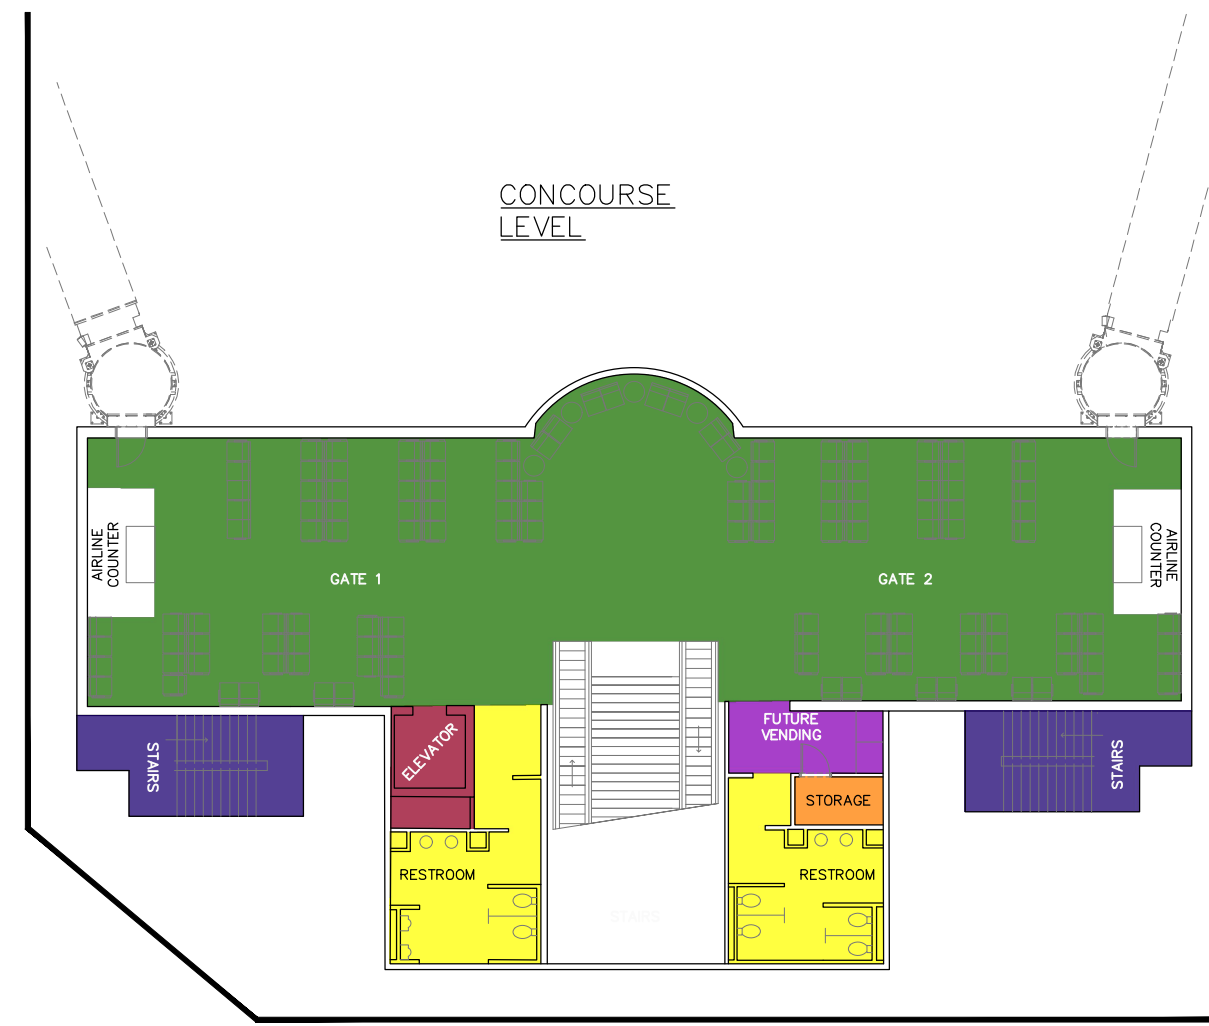 CONCOURSE
LEVEL
AIRLINE
COUNTER
GATE 1
GATE 2
AIRLINE
COUNTER
STAIRS
ELEVATOR
FUTURE
VENDING
STAIRS
STORAGE
RESTROOM
RESTROOM
STAIRS